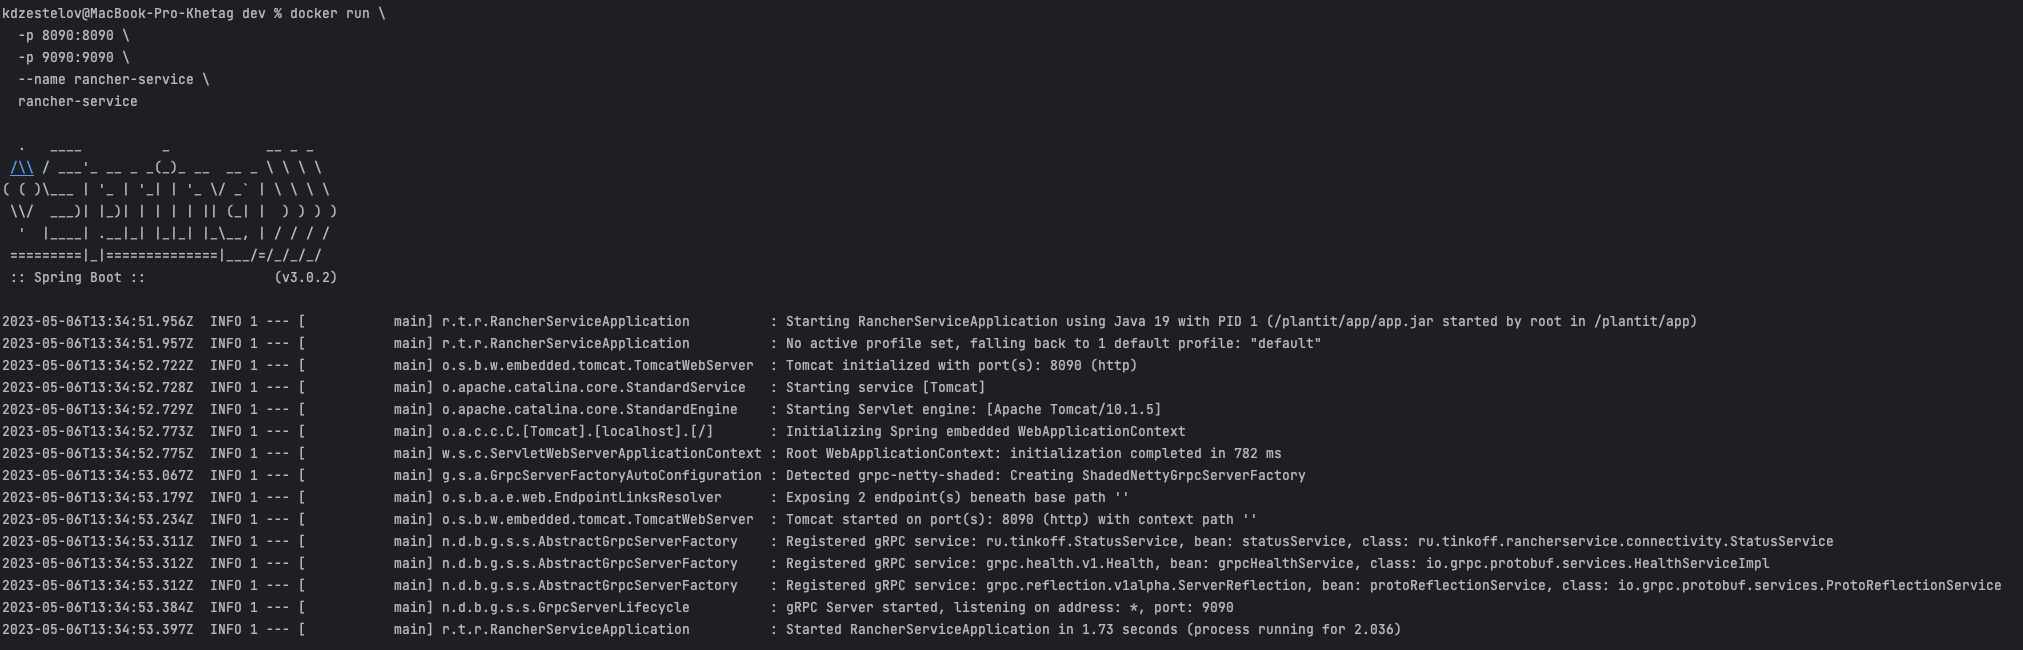 kdzestelov@MacBook-Pro-Khetag dev % docker run \
  -p 8090:8090 \
  -p 9090:9090 \
  --name rancher-service \
  rancher-service

  .   ____          _            __ _ _
 /\\ / ___'_ __ _ _(_)_ __  __ _ \ \ \ \
( ( )\___ | '_ | '_| | '_ \/ _` | \ \ \ \
 \\/  ___)| |_)| | | | | || (_| |  ) ) ) )
  '  |____| .__|_| |_|_| |_\__, | / / / /
 =========|_|==============|___/=/_/_/_/
 :: Spring Boot ::                (v3.0.2)

2023-05-06T13:34:51.956Z  INFO 1 --- [           main] r.t.r.RancherServiceApplication          : Starting RancherServiceApplication using Java 19 with PID 1 (/plantit/app/app.jar started by root in /plantit/app)
2023-05-06T13:34:51.957Z  INFO 1 --- [           main] r.t.r.RancherServiceApplication          : No active profile set, falling back to 1 default profile: "default"
2023-05-06T13:34:52.722Z  INFO 1 --- [           main] o.s.b.w.embedded.tomcat.TomcatWebServer  : Tomcat initialized with port(s): 8090 (http)
2023-05-06T13:34:52.728Z  INFO 1 --- [           main] o.apache.catalina.core.StandardService   : Starting service [Tomcat]
2023-05-06T13:34:52.729Z  INFO 1 --- [           main] o.apache.catalina.core.StandardEngine    : Starting Servlet engine: [Apache Tomcat/10.1.5]
2023-05-06T13:34:52.773Z  INFO 1 --- [           main] o.a.c.c.C.[Tomcat].[localhost].[/]       : Initializing Spring embedded WebApplicationContext
2023-05-06T13:34:52.775Z  INFO 1 --- [           main] w.s.c.ServletWebServerApplicationContext : Root WebApplicationContext: initialization completed in 782 ms
2023-05-06T13:34:53.067Z  INFO 1 --- [           main] g.s.a.GrpcServerFactoryAutoConfiguration : Detected grpc-netty-shaded: Creating ShadedNettyGrpcServerFactory
2023-05-06T13:34:53.179Z  INFO 1 --- [           main] o.s.b.a.e.web.EndpointLinksResolver      : Exposing 2 endpoint(s) beneath base path ''
2023-05-06T13:34:53.234Z  INFO 1 --- [           main] o.s.b.w.embedded.tomcat.TomcatWebServer  : Tomcat started on port(s): 8090 (http) with context path ''
2023-05-06T13:34:53.311Z  INFO 1 --- [           main] n.d.b.g.s.s.AbstractGrpcServerFactory    : Registered gRPC service: ru.tinkoff.StatusService, bean: statusService, class: ru.tinkoff.rancherservice.connectivity.StatusService
2023-05-06T13:34:53.312Z  INFO 1 --- [           main] n.d.b.g.s.s.AbstractGrpcServerFactory    : Registered gRPC service: grpc.health.v1.Health, bean: grpcHealthService, class: io.grpc.protobuf.services.HealthServiceImpl
2023-05-06T13:34:53.312Z  INFO 1 --- [           main] n.d.b.g.s.s.AbstractGrpcServerFactory    : Registered gRPC service: grpc.reflection.v1alpha.ServerReflection, bean: protoReflectionService, class: io.grpc.protobuf.services.ProtoReflectionService
2023-05-06T13:34:53.384Z  INFO 1 --- [           main] n.d.b.g.s.s.GrpcServerLifecycle          : gRPC Server started, listening on address: *, port: 9090
2023-05-06T13:34:53.397Z  INFO 1 --- [           main] r.t.r.RancherServiceApplication          : Started RancherServiceApplication in 1.73 seconds (process running for 2.036)